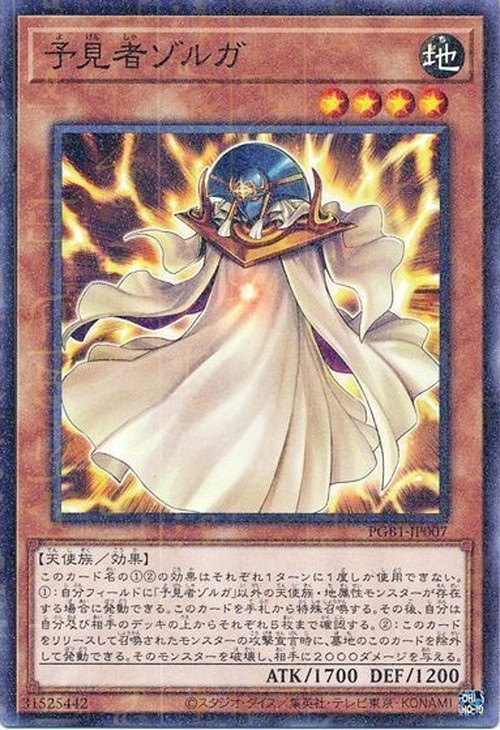 予見者ゾルガ
地
PGB1-JP007
【天使族/効果】
このカード名の①②の効果はそれぞれ1ターンに1度しか使用できない。
①:自分フィールドに「予見者ゾルガ」以外の天使族・地属性モンスターが存在
する場合に発動できる。このカードを手札から特殊召喚する。その後、自分は
自分及び相手のデッキの上からそれぞれ5枚まで確認する。②:このカード
をリリースして召喚されたモンスターの攻撃宣言時に、墓地のこのカードを除外
して発動できる。そのモンスターを破壊し、相手に2000ダメージを与える。
ATK/1700 DEF/1200
31525442
©スタジオ・ダイス/集英社・テレビ東京・KONAMI